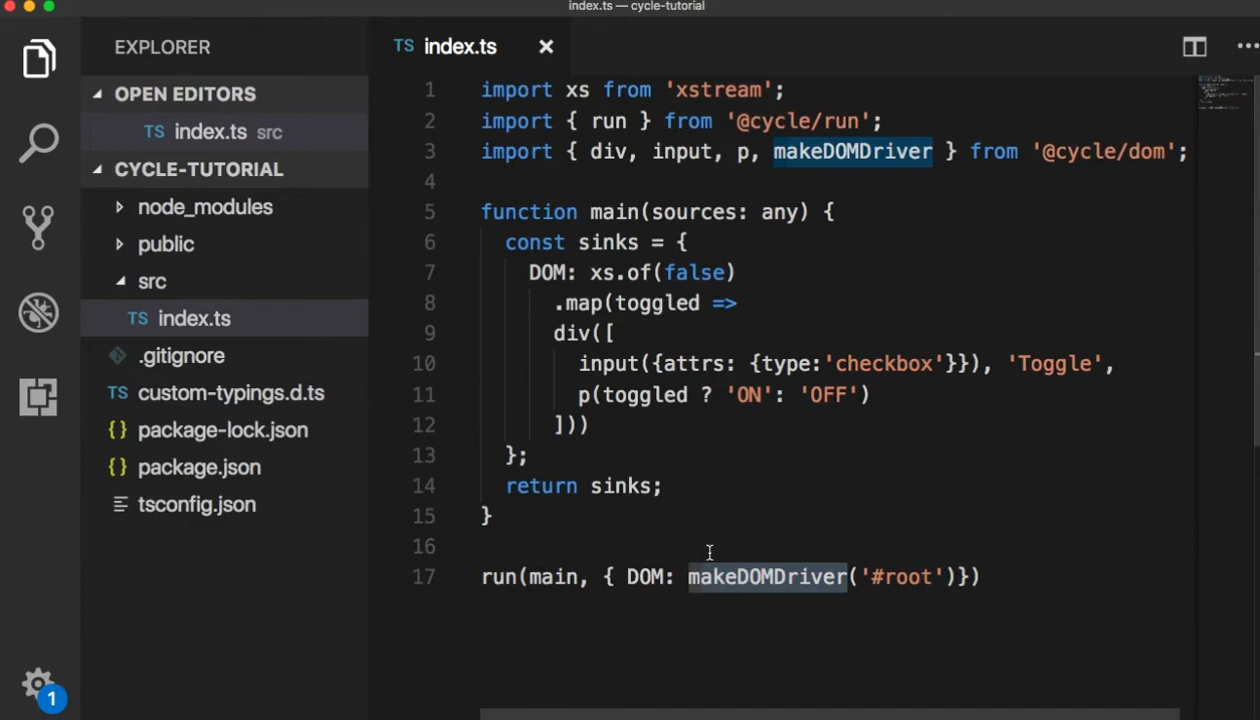 index.ts — cycle-tutorial
EXPLORER
OPEN EDITORS
TS index.ts src
CYCLE-TUTORIAL
node_modules
public
src
TS index.ts
.gitignore
TS custom-typings.d.ts
{} package-lock.json
{} package.json
tsconfig.json
1
TS index.ts
1 import xs from 'xstream';
2 import { run } from '@cycle/run';
3 import { div, input, p, makeDOMDriver } from '@cycle/dom';
4
5 function main(sources: any) {
6 const sinks = {
7 DOM: xs.of(false)
8 .map(toggled =>
9 div([
10 input({attrs: {type:'checkbox'}}), 'Toggle',
11 p(toggled ? 'ON': 'OFF')
12 ]))
13 };
14 return sinks;
15 }
16
17 run(main, { DOM: makeDOMDriver('#root')})